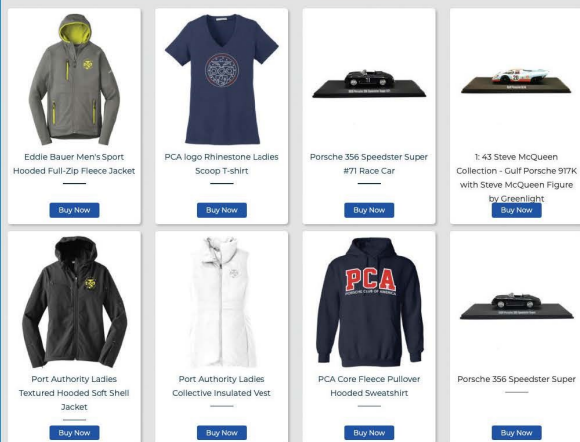 Eddie Bauer Men's Sport
Hooded Full-Zip Fleece Jacket
Buy Now
PCA logo Rhinestone Ladies
Scoop T-shirt
Buy Now
Porsche 356 Speedster Super
#71 Race Car
Buy Now
1: 43 Steve McQueen
Collection - Gulf Porsche 917K
with Steve McQueen Figure
by Greenlight
Buy Now
Port Authority Ladies
Textured Hooded Soft Shell
Jacket
Buy Now
Port Authority Ladies
Collective Insulated Vest
Buy Now
PCA
PORSCHE CLUB OF AMERICA
PCA Core Fleece Pullover
Hooded Sweatshirt
Buy Now
Porsche 356 Speedster Super
Buy Now